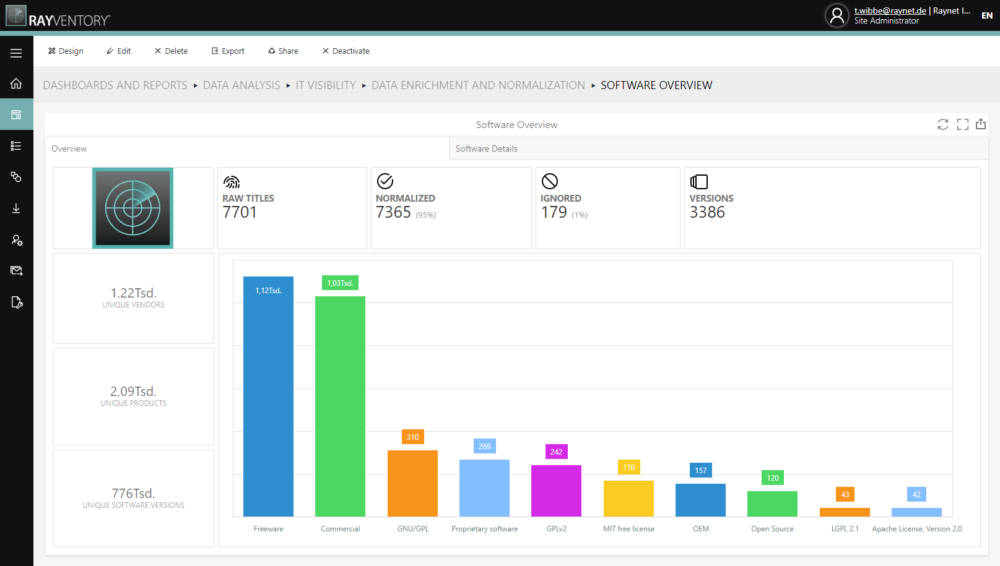 RAYVENTORY
t.wibbe@raynet.de | Raynet I...
Site Administrator
EN
Design
Edit
Delete
Export
Share
Deactivate
DASHBOARDS AND REPORTS ▸ DATA ANALYSIS ▸ IT VISIBILITY ▸ DATA ENRICHMENT AND NORMALIZATION ▸ SOFTWARE OVERVIEW
Software Overview
Overview
Software Details
RAW TITLES
7701
NORMALIZED
7365 (95%)
IGNORED
179 (1%)
VERSIONS
3386
1,22Tsd.
UNIQUE VENDORS
2,09Tsd.
UNIQUE PRODUCTS
776Tsd.
UNIQUE SOFTWARE VERSIONS
1,12Tsd.
1,03Tsd.
310
269
242
170
157
120
43
42
Freeware
Commercial
GNU/GPL
Proprietary software
GPLv2
MIT free license
OEM
Open Source
LGPL 2.1
Apache License, Version 2.0